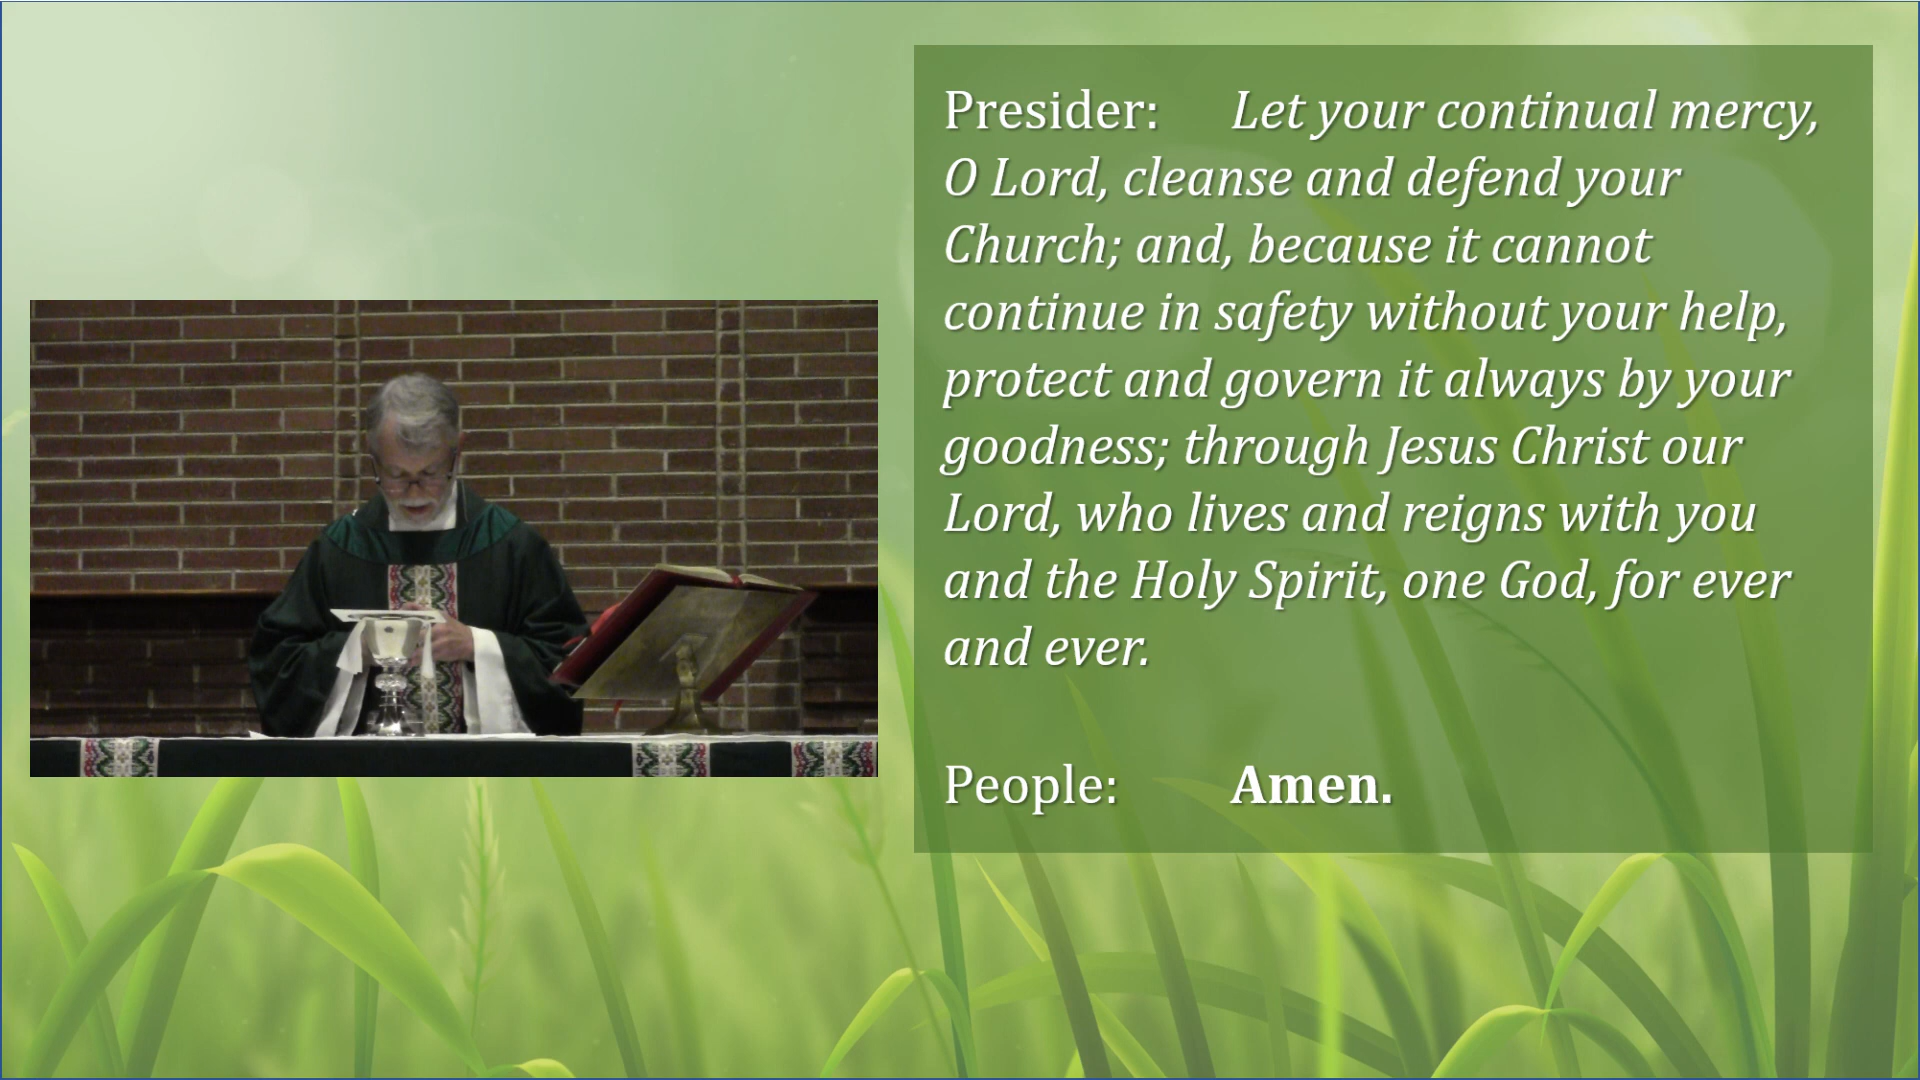 Presider: Let your continual mercy,
O Lord, cleanse and defend your
Church; and, because it cannot
continue in safety without your help,
protect and govern it always by your
goodness; through Jesus Christ our
Lord, who lives and reigns with you
and the Holy Spirit, one God, for ever
and ever.
People: Amen.